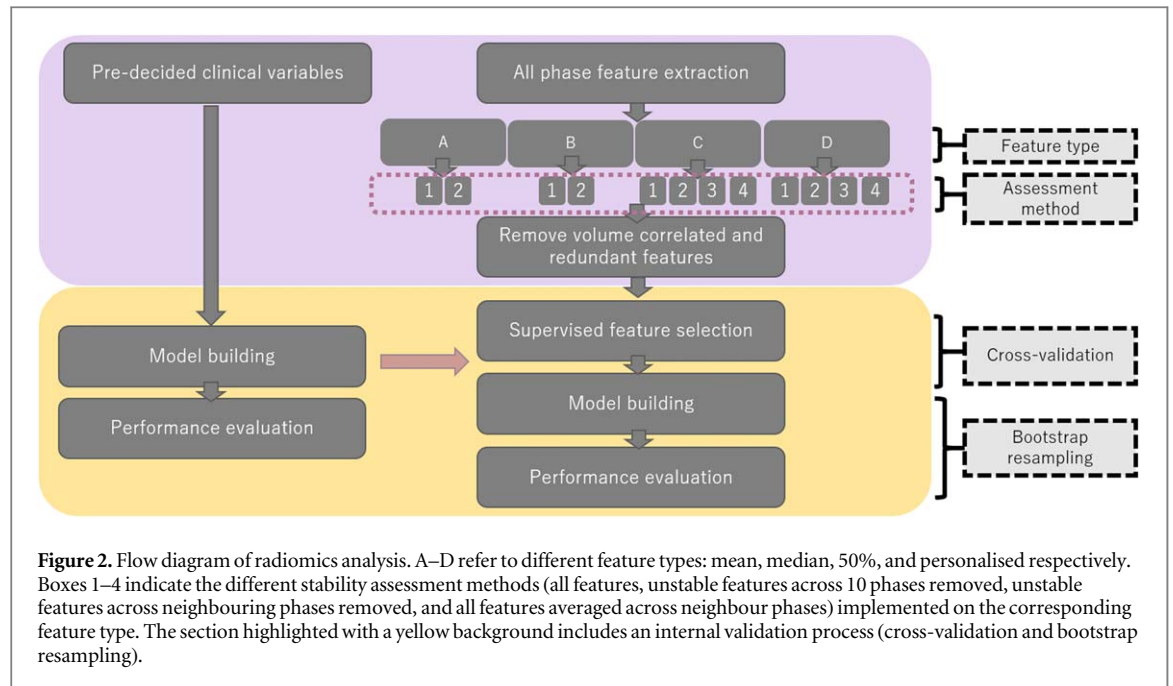 Pre-decided clinical variables
All phase feature extraction
A
B
C
D
Feature type
1 2
1 2
1 2 3 4
1 2 3 4
Assessment
method
Remove volume correlated and
redundant features
Model building
Performance evaluation
Supervised feature selection
Model building
Performance evaluation
Cross-validation
Bootstrap
resampling
Figure 2. Flow diagram of radiomics analysis. A–D refer to different feature types: mean, median, 50%, and personalised respectively.
Boxes 1–4 indicate the different stability assessment methods (all features, unstable features across 10 phases removed, unstable
features across neighbouring phases removed, and all features averaged across neighbour phases) implemented on the corresponding
feature type. The section highlighted with a yellow background includes an internal validation process (cross-validation and bootstrap
resampling).